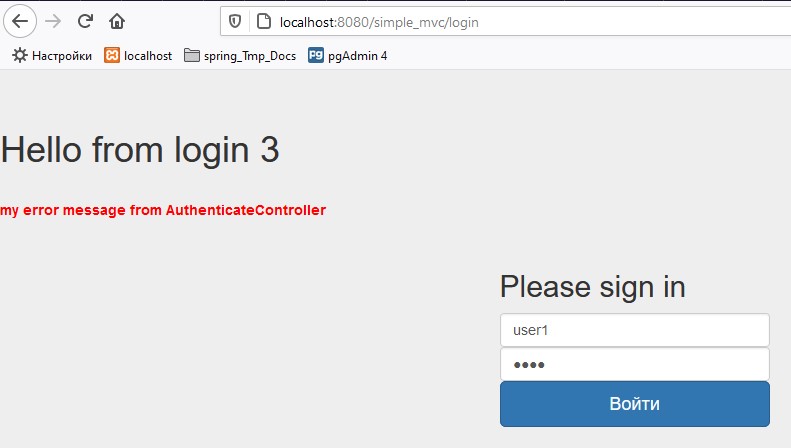 localhost:8080/simple_mvc/login
Настройки localhost spring_Tmp_Docs pgAdmin 4
Hello from login 3
my error message from AuthenticateController
Please sign in
user1
••••
Войти